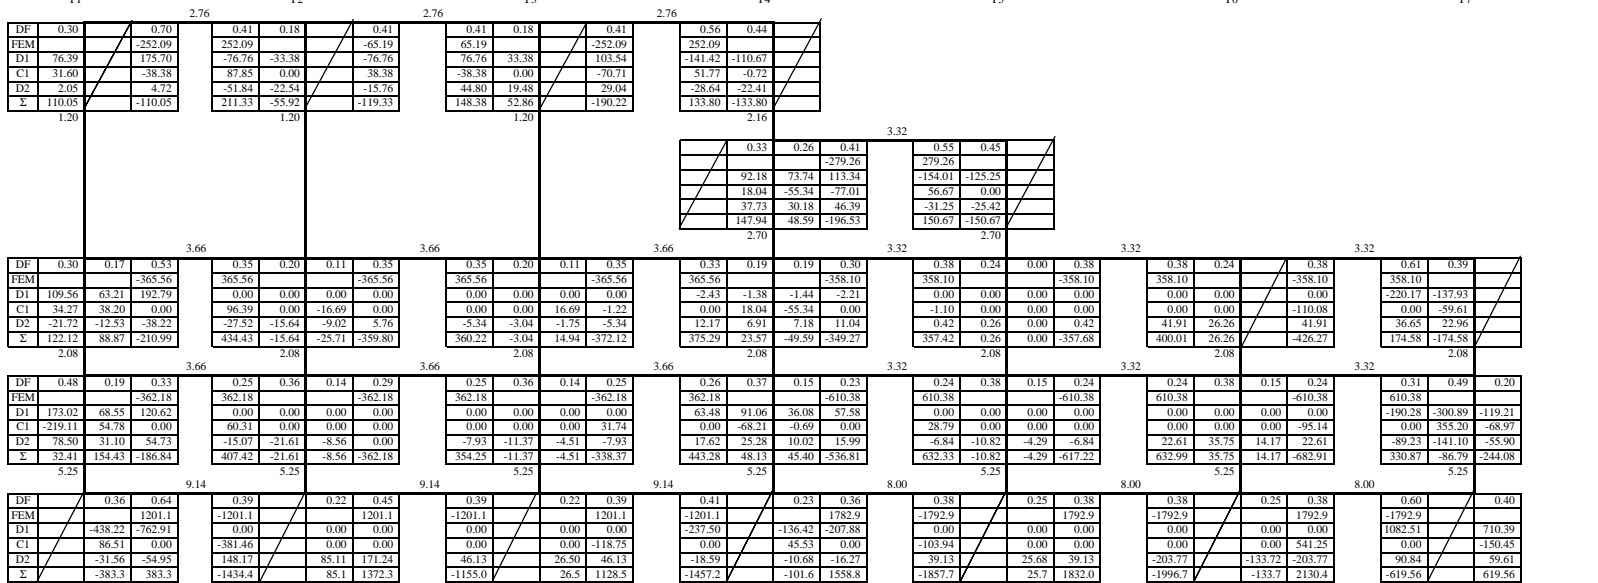 2.76 2.76 2.76
DF 0.30 0.70 0.41 0.18 0.41 0.41 0.18 0.41 0.56 0.44
FEM -252.09 252.09 -65.19 65.19 -252.09 252.09
D1 76.39 175.70 -76.76 -33.38 -76.76 76.76 33.38 103.54 -141.42 -110.67
C1 31.60 -38.38 87.85 0.00 38.38 -38.38 0.00 -70.71 51.77 -0.72
D2 2.05 4.72 -51.84 -22.54 -15.76 44.80 19.48 29.04 -28.64 -22.41
Σ 110.05 -110.05 211.33 -55.92 -119.33 148.38 52.86 -190.22 133.80 -133.80
1.20 1.20 1.20 2.16
3.32
0.33 0.26 0.41 0.55 0.45
-279.26 279.26
92.18 73.74 113.34 -154.01 -125.25
18.04 -55.34 -77.01 56.67 0.00
37.73 30.18 46.39 -31.25 -25.42
147.94 48.59 -196.53 150.67 -150.67
2.70 2.70
3.66 3.66 3.66 3.32 3.32 3.32
DF 0.30 0.17 0.53 0.35 0.20 0.11 0.35 0.35 0.20 0.11 0.35 0.33 0.19 0.19 0.30 0.38 0.24 0.00 0.38 0.38 0.24 0.38 0.61 0.39
FEM -365.56 365.56 -365.56 365.56 -365.56 365.56 -358.10 358.10 -358.10 358.10 -358.10 358.10
D1 109.56 63.21 192.79 0.00 0.00 0.00 0.00 0.00 0.00 0.00 0.00 -2.43 -1.38 -1.44 -2.21 0.00 0.00 0.00 0.00 0.00 0.00 0.00 -220.17 -137.93
C1 34.27 38.20 0.00 96.39 0.00 -16.69 0.00 0.00 0.00 16.69 -1.22 0.00 18.04 -55.34 0.00 -1.10 0.00 0.00 0.00 0.00 0.00 -110.08 0.00 -59.61
D2 -21.72 -12.53 -38.22 -27.52 -15.64 -9.02 5.76 -5.34 -3.04 -1.75 -5.34 12.17 6.91 7.18 11.04 0.42 0.26 0.00 0.42 41.91 26.26 41.91 36.65 22.96
Σ 122.12 88.87 -210.99 434.43 -15.64 -25.71 -359.80 360.22 -3.04 14.94 -372.12 375.29 23.57 -49.59 -349.27 357.42 0.26 0.00 -357.68 400.01 26.26 -426.27 174.58 -174.58
2.08 2.08 2.08 2.08 2.08 2.08 2.08
3.66 3.66 3.66 3.32 3.32 3.32
DF 0.48 0.19 0.33 0.25 0.36 0.14 0.29 0.25 0.36 0.14 0.25 0.26 0.37 0.15 0.23 0.24 0.38 0.15 0.24 0.24 0.38 0.15 0.24 0.31 0.49 0.20
FEM -362.18 362.18 -362.18 362.18 -362.18 362.18 -610.38 610.38 -610.38 610.38 -610.38 610.38
D1 173.02 68.55 120.62 0.00 0.00 0.00 0.00 0.00 0.00 0.00 0.00 63.48 91.06 36.08 57.58 0.00 0.00 0.00 0.00 0.00 0.00 0.00 0.00 -190.28 -300.89 -119.21
C1 -219.11 54.78 0.00 60.31 0.00 0.00 0.00 0.00 0.00 0.00 31.74 0.00 -68.21 -0.69 0.00 28.79 0.00 0.00 0.00 0.00 0.00 0.00 -95.14 0.00 355.20 -68.97
D2 78.50 31.10 54.73 -15.07 -21.61 -8.56 0.00 -7.93 -11.37 -4.51 -7.93 17.62 25.28 10.02 15.99 -6.84 -10.82 -4.29 -6.84 22.61 35.75 14.17 22.61 -89.23 -141.10 -55.90
Σ 32.41 154.43 -186.84 407.42 -21.61 -8.56 -362.18 354.25 -11.37 -4.51 -338.37 443.28 48.13 45.40 -536.81 632.33 -10.82 -4.29 -617.22 632.99 35.75 14.17 -682.91 330.87 -86.79 -244.08
5.25 5.25 5.25 5.25 5.25 5.25 5.25
9.14 9.14 9.14 8.00 8.00 8.00
DF 0.36 0.64 0.39 0.22 0.45 0.39 0.22 0.39 0.41 0.23 0.36 0.38 0.25 0.38 0.38 0.25 0.38 0.60 0.40
FEM 1201.1 -1201.1 1201.1 -1201.1 1201.1 -1201.1 1782.9 -1792.9 1792.9 -1792.9 1792.9 -1792.9
D1 -438.22 -762.91 0.00 0.00 0.00 0.00 0.00 0.00 -237.50 -136.42 -207.88 0.00 0.00 0.00 0.00 0.00 0.00 1082.51 710.39
C1 86.51 0.00 -381.46 0.00 0.00 0.00 0.00 -118.75 0.00 45.53 0.00 -103.94 0.00 0.00 0.00 0.00 541.25 0.00 -150.45
D2 -31.56 -54.95 148.17 85.11 171.24 46.13 26.50 46.13 -18.59 -10.68 -16.27 39.13 25.68 39.13 -203.77 -133.72 -203.77 90.84 59.61
Σ -383.3 383.3 -1434.4 85.1 1372.3 -1155.0 26.5 1128.5 -1457.2 -101.6 1558.8 -1857.7 25.7 1832.0 -1996.7 -133.7 2130.4 -619.56 619.56